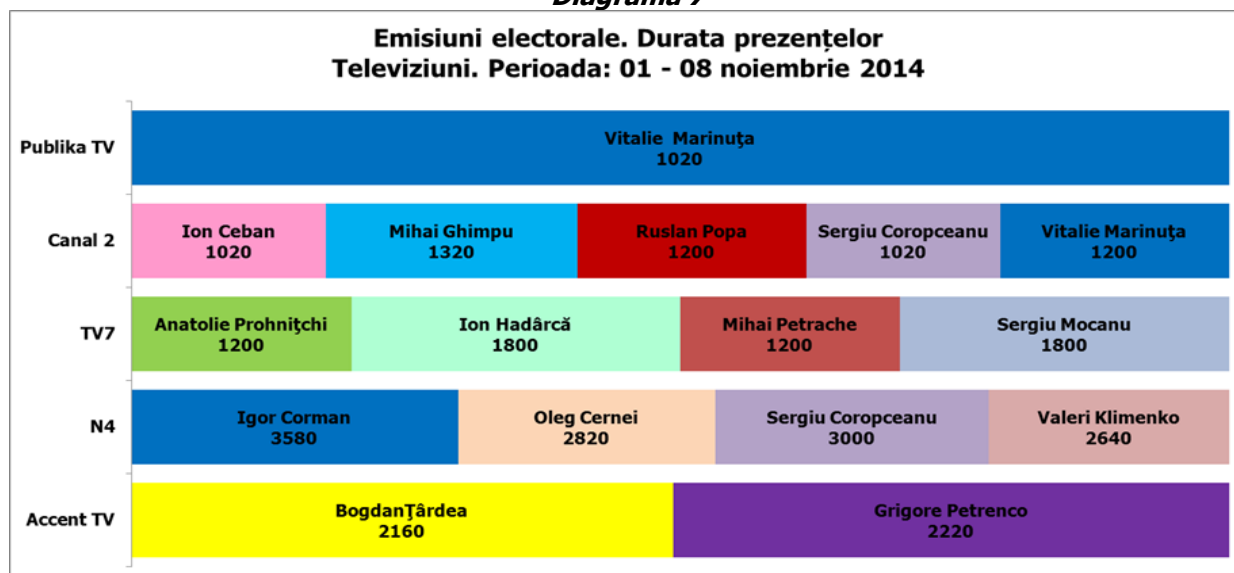 Diagrama 7
Emisiuni electorale. Durata prezențelor
Televiziuni. Perioada: 01 - 08 noiembrie 2014
Publika TV
Vitalie Marinuţa
1020
Canal 2
Ion Ceban
1020
Mihai Ghimpu
1320
Ruslan Popa
1200
Sergiu Coropceanu
1020
Vitalie Marinuţa
1200
TV7
Anatolie Prohniţchi
1200
Ion Hadârcă
1800
Mihai Petrache
1200
Sergiu Mocanu
1800
N4
Igor Corman
3580
Oleg Cernei
2820
Sergiu Coropceanu
3000
Valeri Klimenko
2640
Accent TV
BogdanŢârdea
2160
Grigore Petrenco
2220